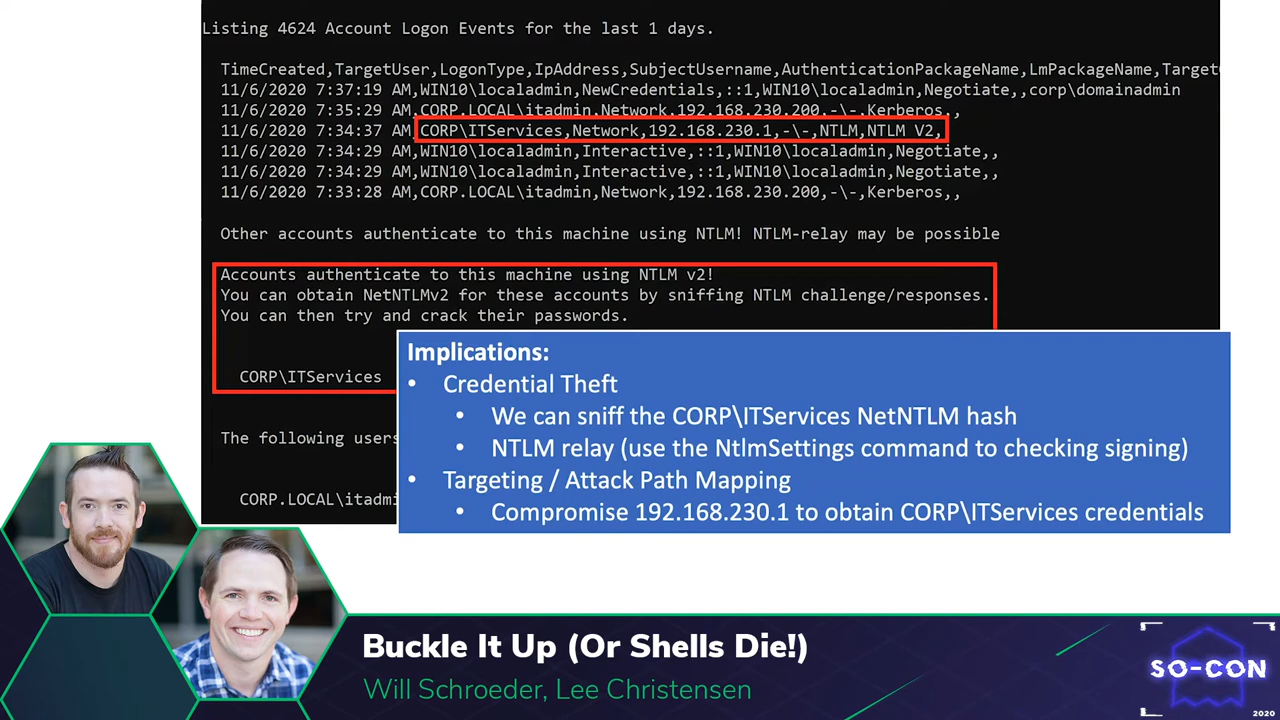 Listing 4624 Account Logon Events for the last 1 days.
TimeCreated,TargetUser,LogonType,IpAddress,SubjectUsername,AuthenticationPackageName,LmPackageName,TargetO
11/6/2020 7:37:19 AM,WIN10\localadmin,NewCredentials,::1,WIN10\localadmin,Negotiate,,corp\domainadmin
11/6/2020 7:35:29 AM,CORP.LOCAL\itadmin,Network,192.168.230.200,-\-,Kerberos,,
11/6/2020 7:34:37 AM,CORP\ITServices,Network,192.168.230.1,-\-,NTLM,NTLM V2,
11/6/2020 7:34:29 AM,WIN10\localadmin,Interactive,::1,WIN10\localadmin,Negotiate,,
11/6/2020 7:34:29 AM,WIN10\localadmin,Interactive,::1,WIN10\localadmin,Negotiate,,
11/6/2020 7:33:28 AM,CORP.LOCAL\itadmin,Network,192.168.230.200,-\-,Kerberos,,
Other accounts authenticate to this machine using NTLM! NTLM-relay may be possible
Accounts authenticate to this machine using NTLM v2!
You can obtain NetNTLMv2 for these accounts by sniffing NTLM challenge/responses.
You can then try and crack their passwords.
CORP\ITServices
The following users
CORP.LOCAL\itadmi
Implications:
• Credential Theft
• We can sniff the CORP\ITServices NetNTLM hash
• NTLM relay (use the NtlmSettings command to checking signing)
• Targeting / Attack Path Mapping
• Compromise 192.168.230.1 to obtain CORP\ITServices credentials
Buckle It Up (Or Shells Die!)
Will Schroeder, Lee Christensen
SO-CON
2020